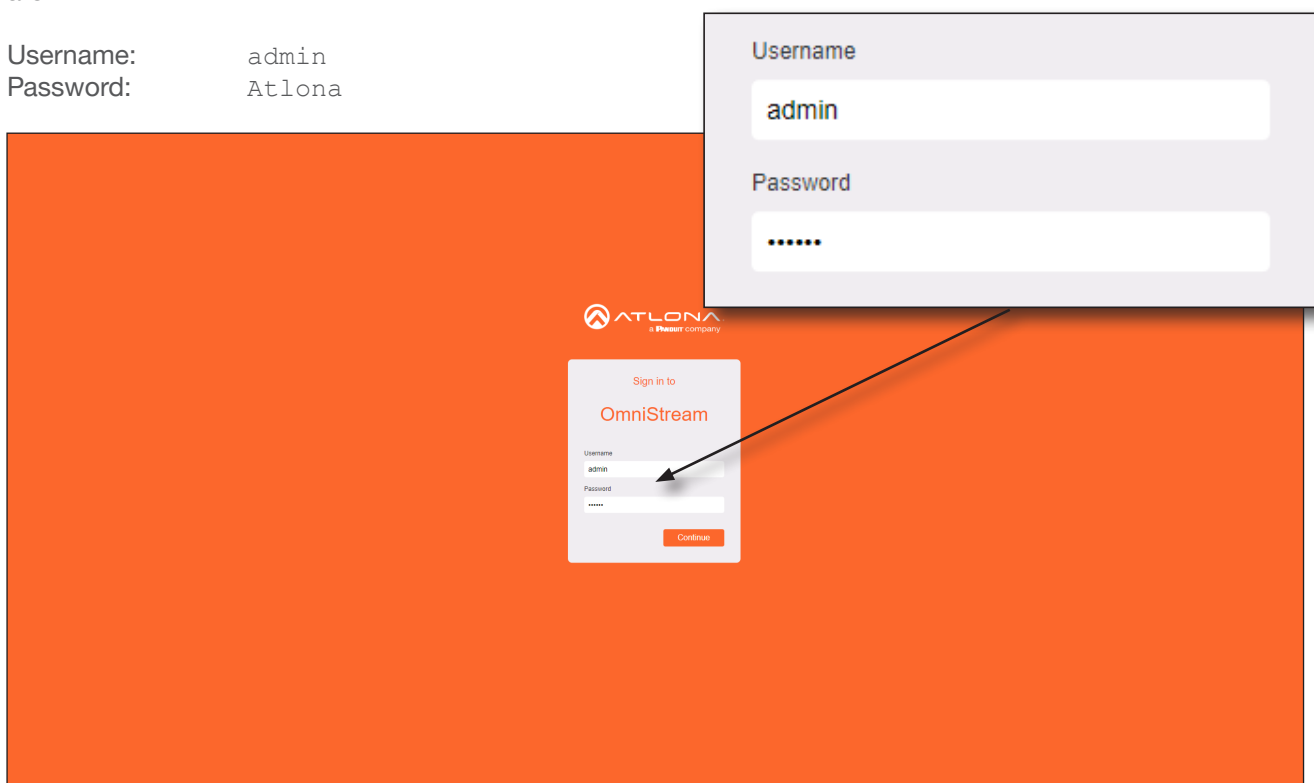 Username: admin
Password: Atlona
Username
admin
Password
••••••
ATLONA
a PANDUIT company
Sign in to
OmniStream
Username
admin
Password
••••••
Continue